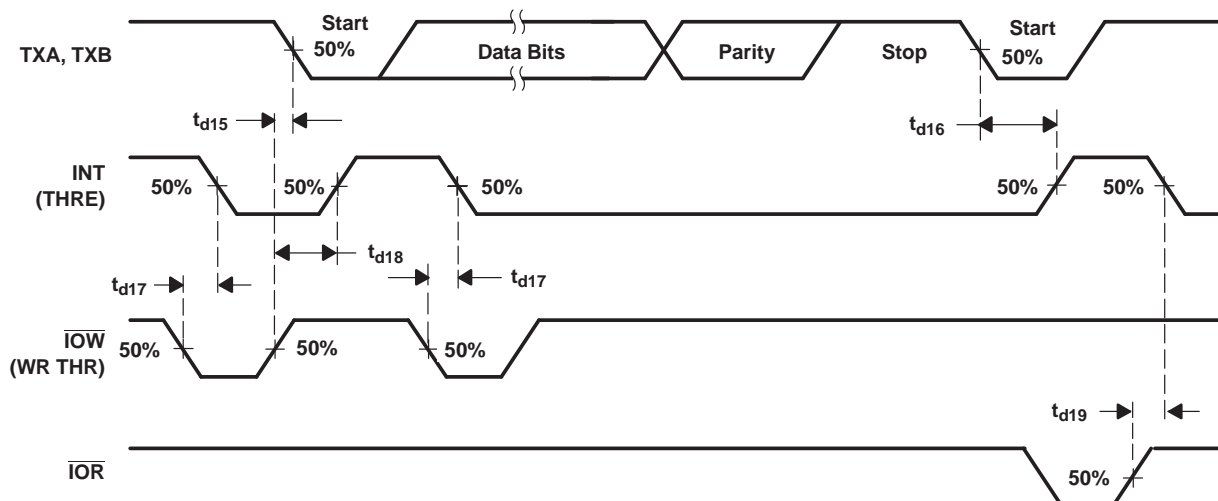 Start
Start
TXA, TXB
50%
Data Bits
Parity
Stop
50%
td15
td16
INT
(THRE)
50%
50%
50%
50%
50%
td18
td17
td17
IOW
(WR THR)
50%
50%
50%
td19
IOR
50%